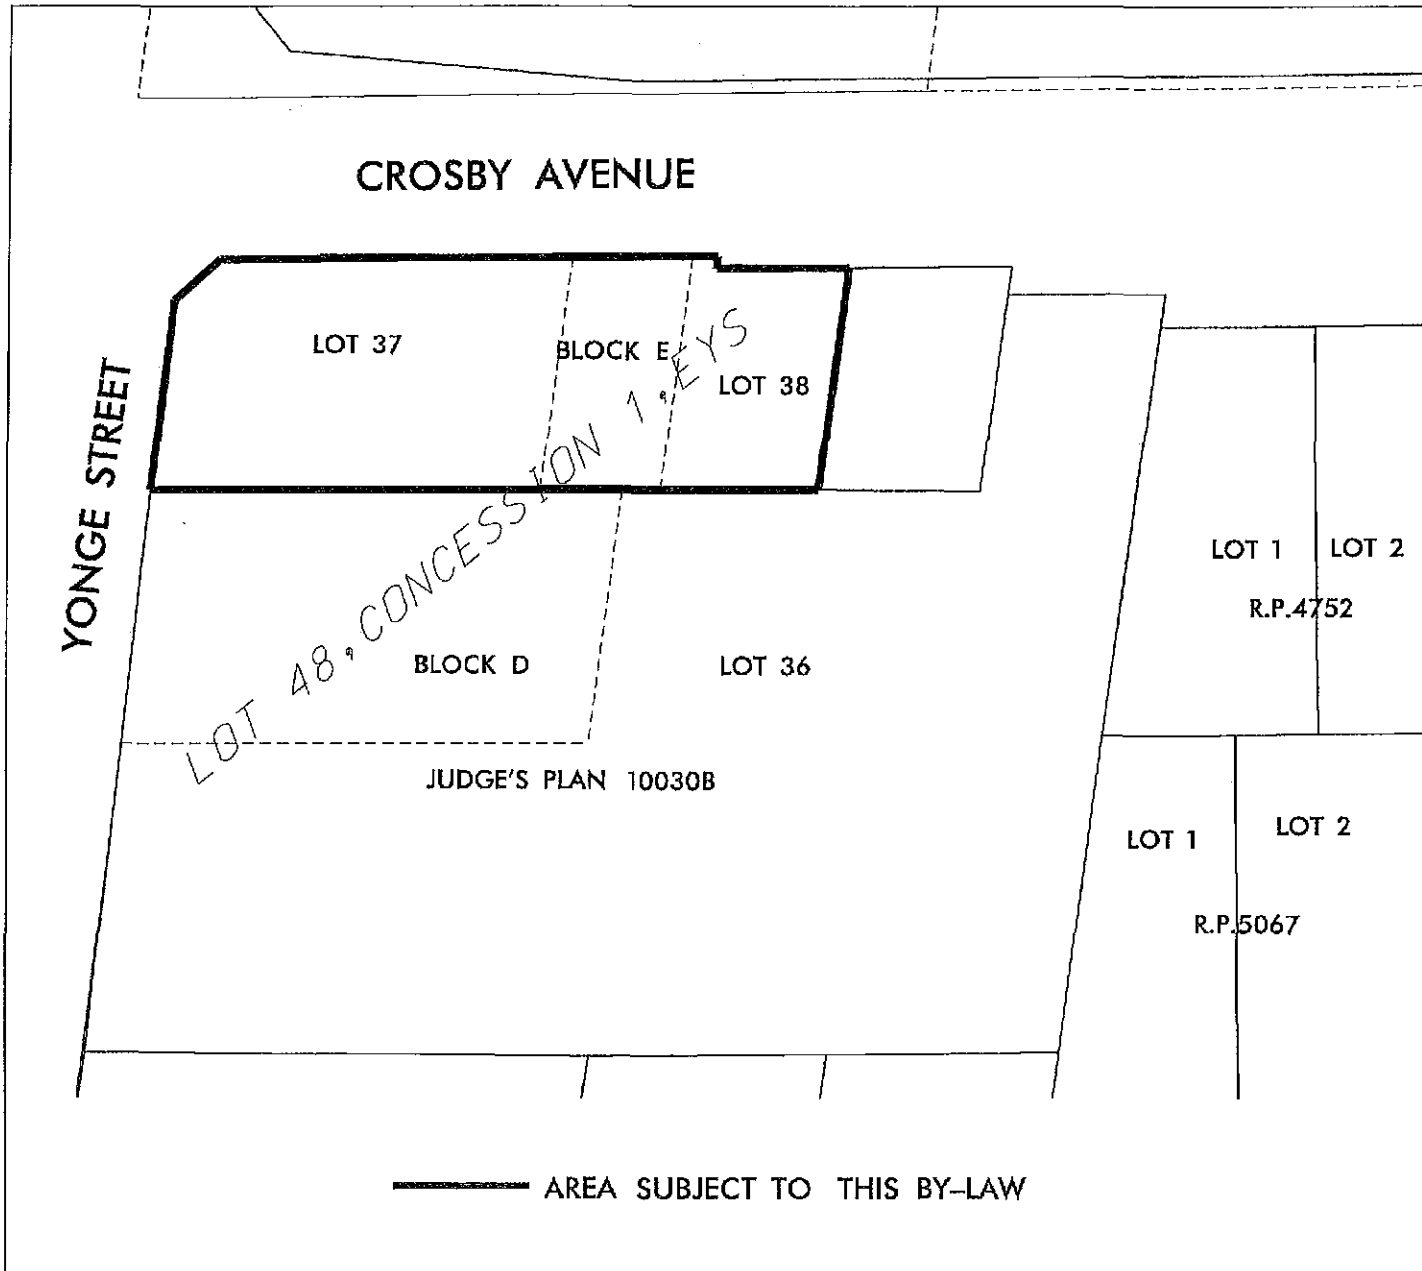 CROSBY AVENUE
YONGE STREET
LOT 37
BLOCK E
LOT 38
LOT 48, CONCESSION 1, EYS
LOT 1
LOT 2
R.P.4752
BLOCK D
LOT 36
JUDGE'S PLAN 10030B
LOT 1
LOT 2
R.P.5067
AREA SUBJECT TO THIS BY-LAW